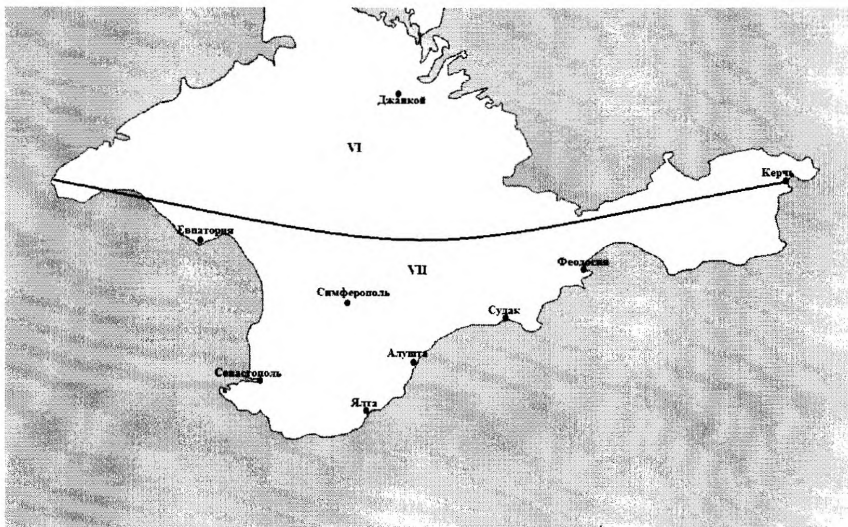 Джанкой
VI
Керчь
Евпатория
VII
Феодосия
Симферополь
Судак
Алушта
Севастополь
Ялта